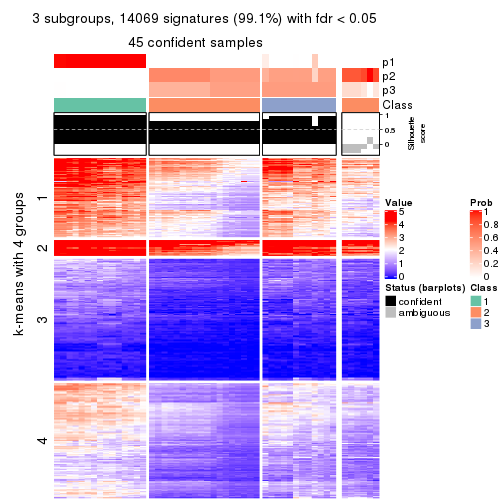 3 subgroups, 14069 signatures (99.1%) with fdr < 0.05
45 confident samples
p1
p2
p3
Class
1
0.5
0
Silhouette
score
k-means with 4 groups
1
2
3
4
Value
5
4
3
2
1
0
Prob
1
0.8
0.6
0.4
0.2
0
Status (barplots)
confident
ambiguous
Class
1
2
3